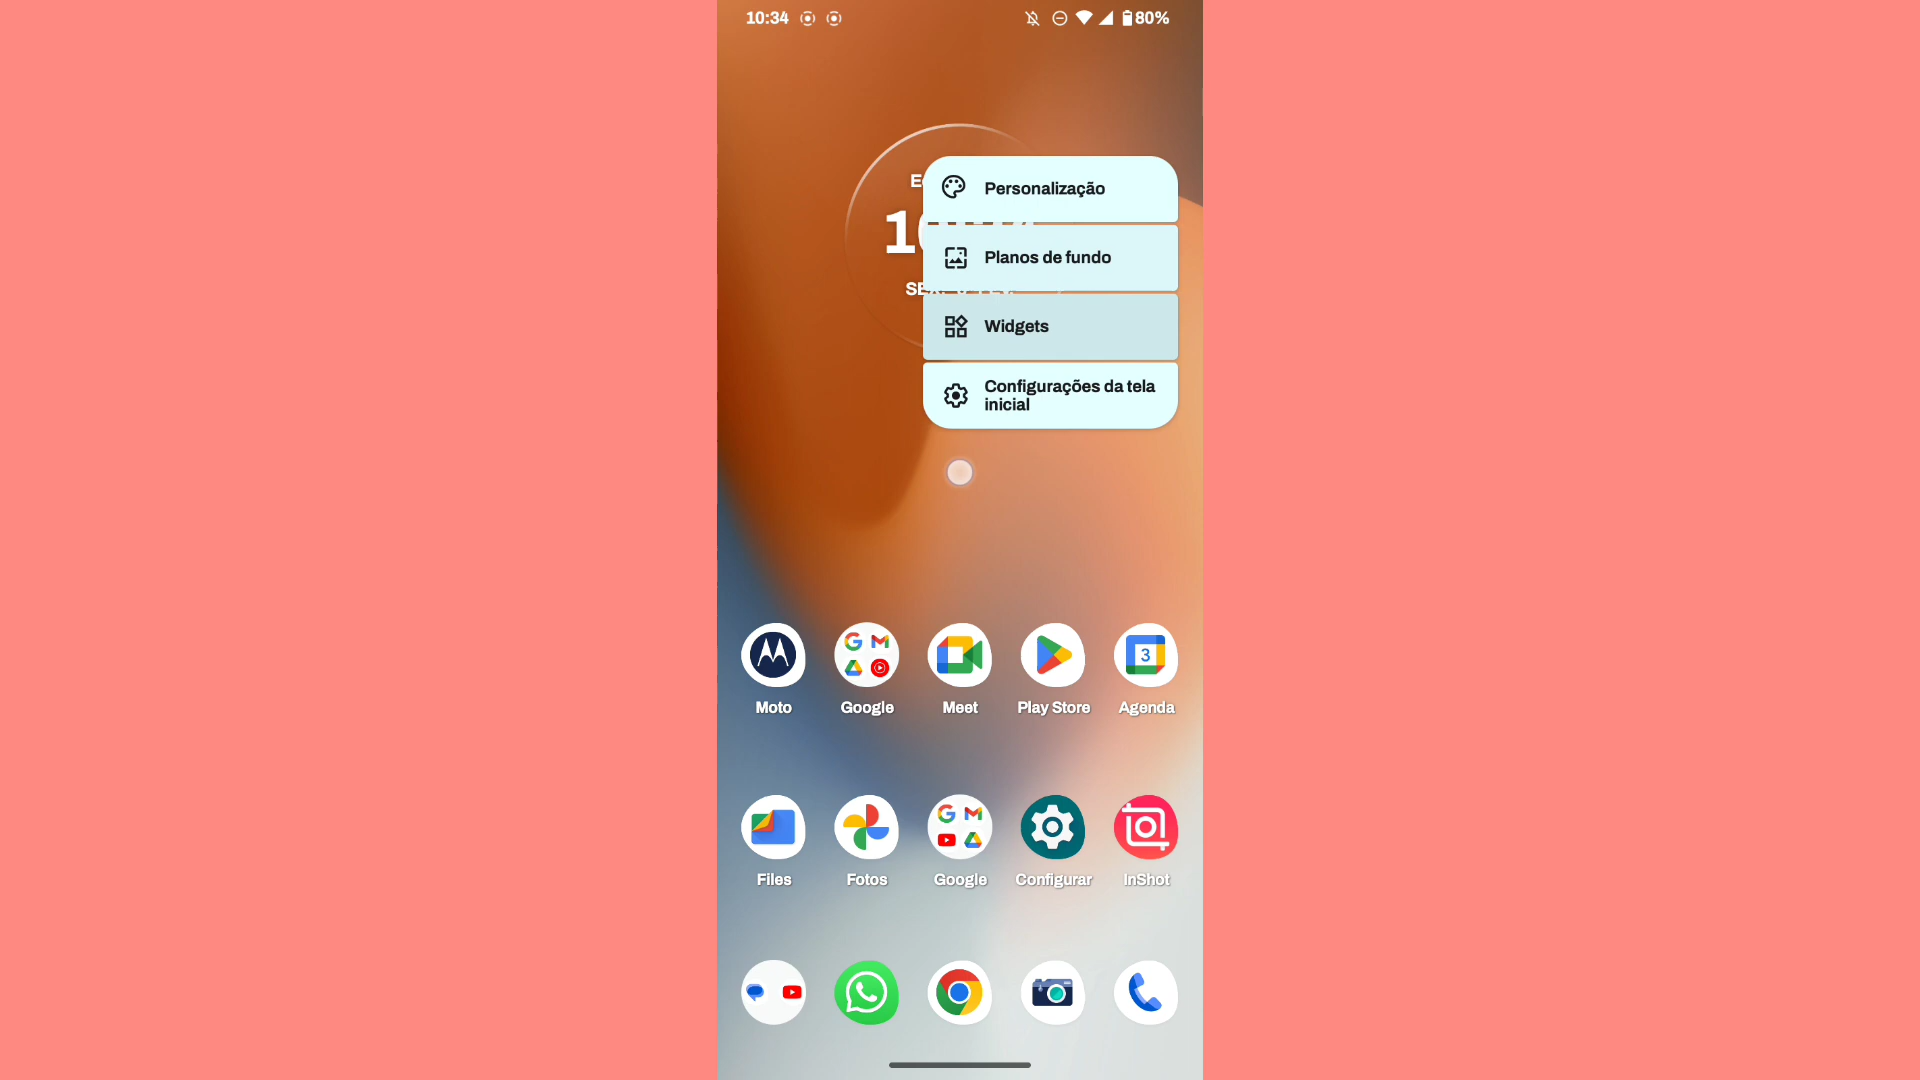 10:34
80%
Personalização
Planos de fundo
Widgets
Configurações da tela
inicial
Moto
Google
Meet
Play Store
3
Agenda
Files
Fotos
Google
Configurar
InShot